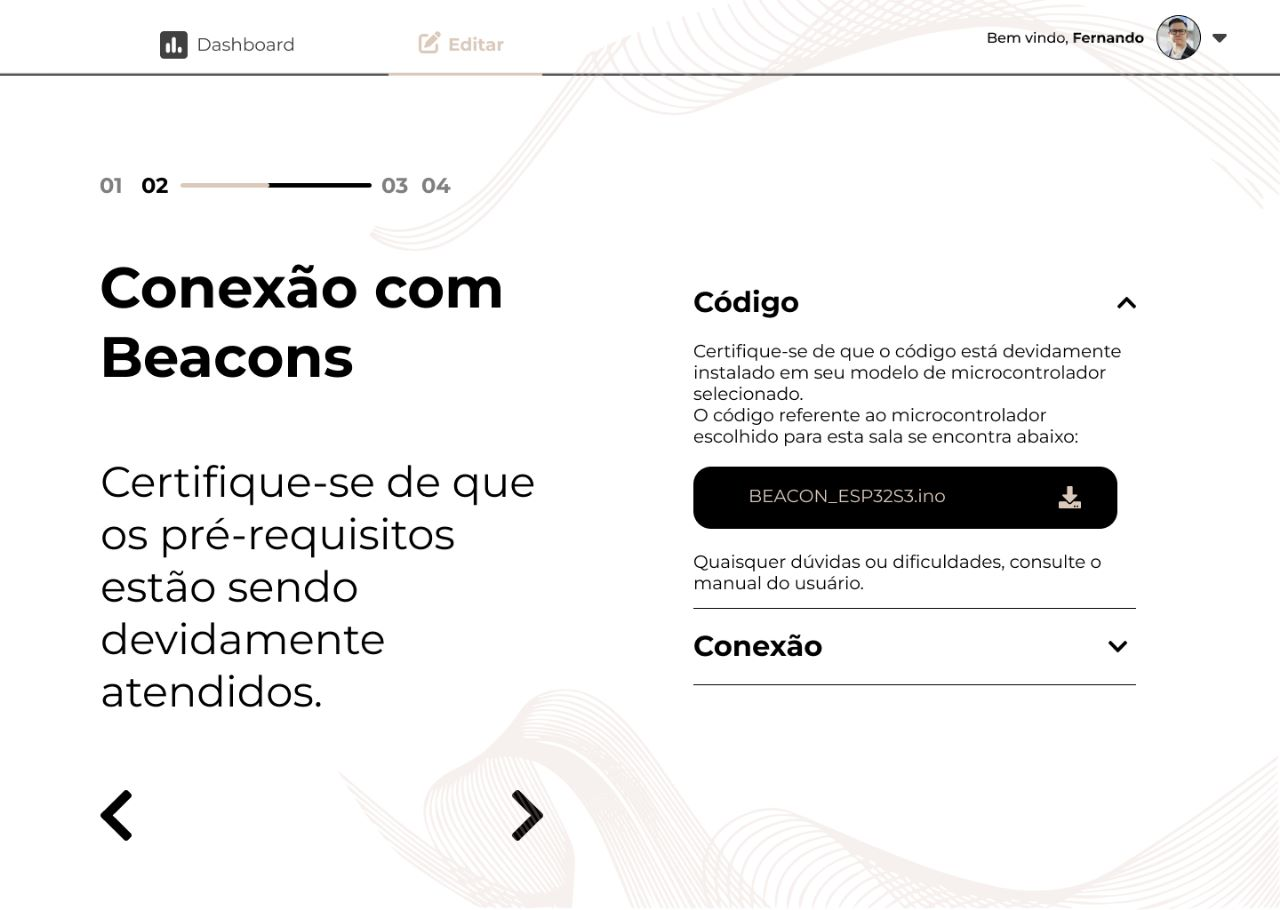 Dashboard
Editar
Bem vindo, Fernando
01 02 03 04
Conexão com
Beacons
Certifique-se de que
os pré-requisitos
estão sendo
devidamente
atendidos.
Código
Certifique-se de que o código está devidamente
instalado em seu modelo de microcontrolador
selecionado.
O código referente ao microcontrolador
escolhido para esta sala se encontra abaixo:
BEACON_ESP32S3.ino
Quaisquer dúvidas ou dificuldades, consulte o
manual do usuário.
Conexão